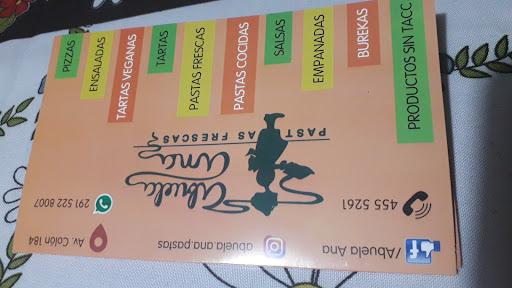 /Abuela Ana
abuela.ana.pastas
Av. Colón 184
455 5261
291 522 8007
Abuela
Ana
PASTAS FRESCAS
PRODUCTOS SIN TACC
BUREKAS
EMPANADAS
SALSAS
PASTAS COCIDAS
PASTAS FRESCAS
TARTAS
TARTAS VEGANAS
ENSALADAS
PIZZAS